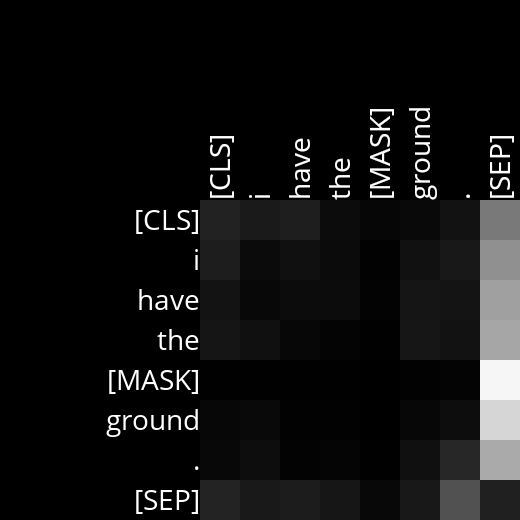 [CLS] i have the [MASK] ground . [SEP]
[CLS]
i
have
the
[MASK]
ground
.
[SEP]